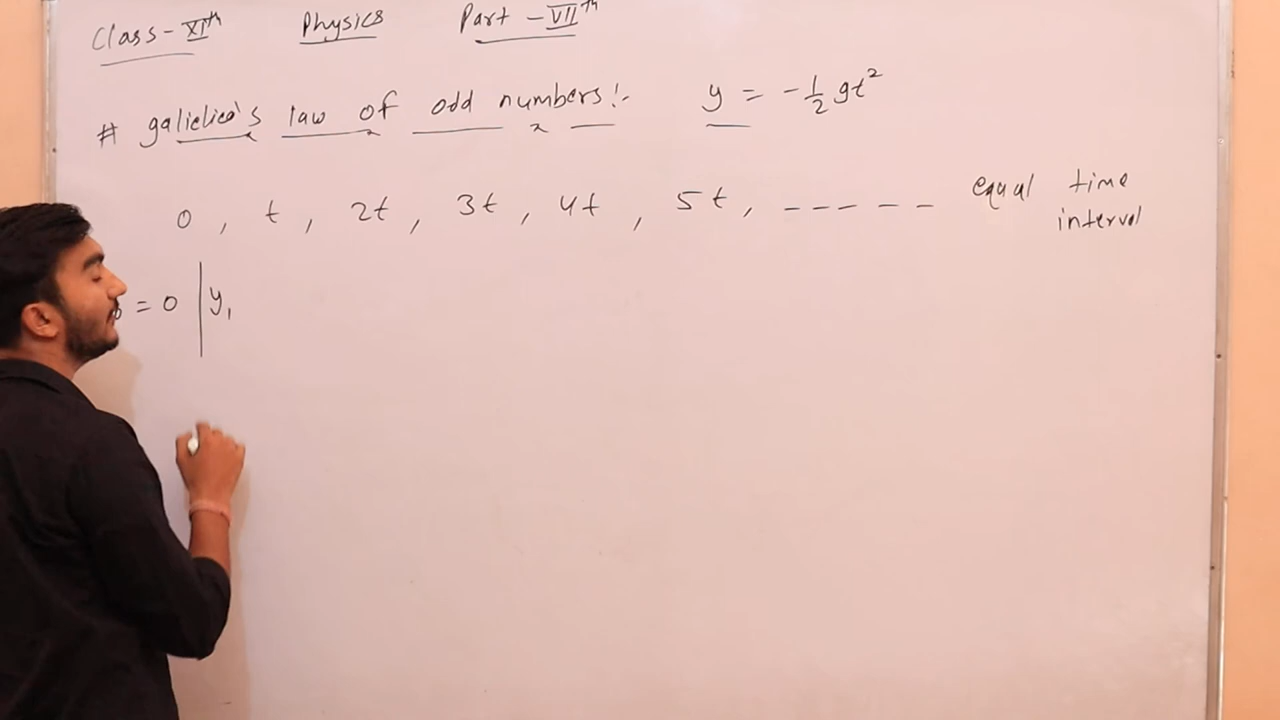 Class-XIth Physics Part-VIIth
# galielieo's law of odd numbers:- y = -1/2 gt²
0, t, 2t, 3t, 4t, 5t, ------ equal time
interval
= 0 | y₁